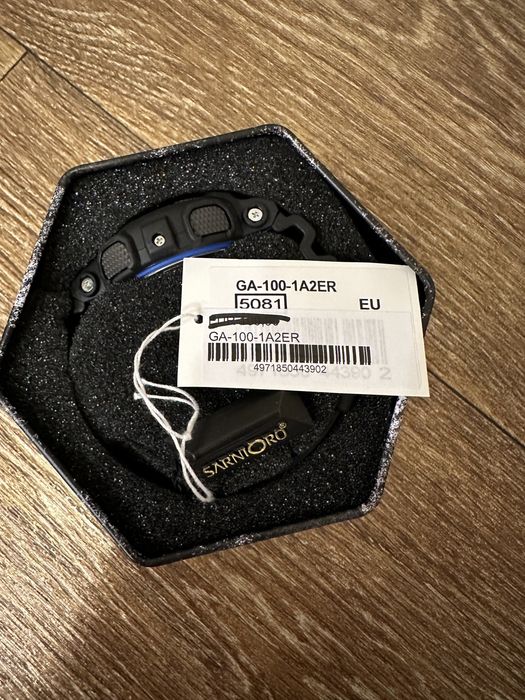 GA-100-1A2ER
5081 EU
GA-100-1A2ER
4971850443902
SARNIORO®